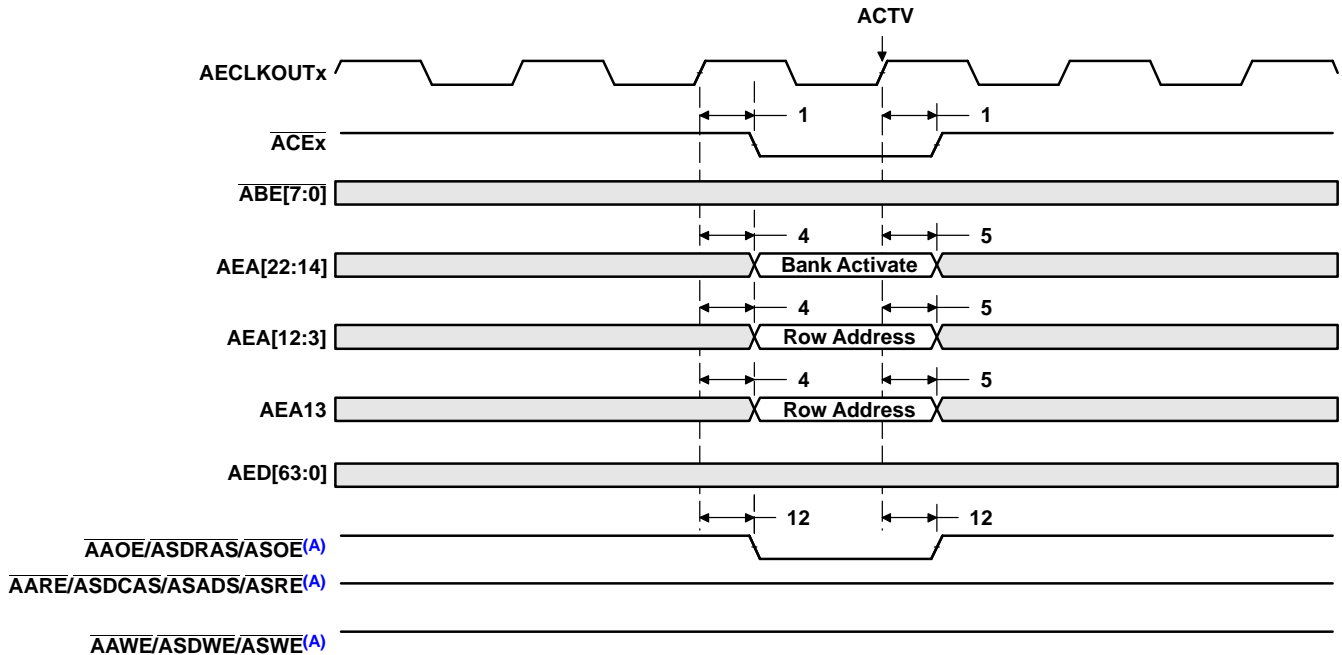 ACTV
AECLKOUTx
1 1
ACEx
ABE[7:0]
4 5
AEA[22:14] Bank Activate
4 5
AEA[12:3] Row Address
4 5
AEA13 Row Address
AED[63:0]
12 12
AAOE/ASDRAS/ASOE(A)
AARE/ASDCAS/ASADS/ASRE(A)
AAWE/ASDWE/ASWE(A)